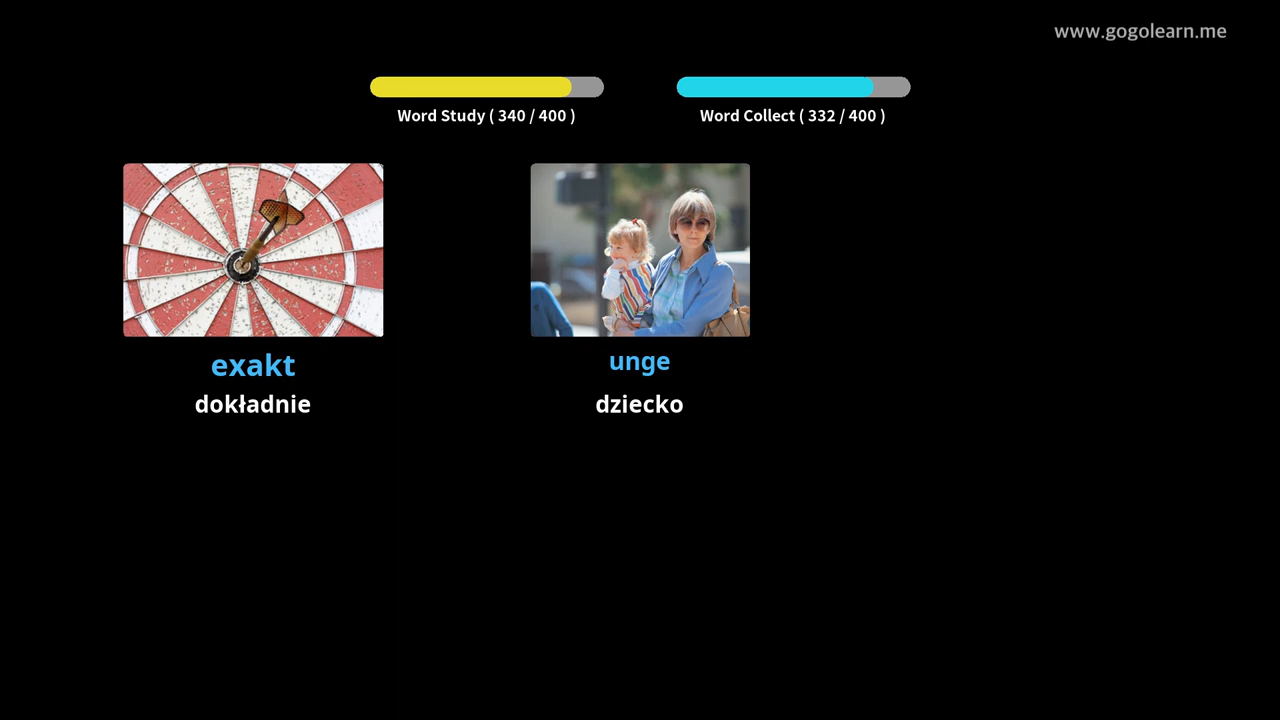 www.gogolearn.me
Word Study ( 340 / 400 )
Word Collect ( 332 / 400 )
exakt
dokładnie
unge
dziecko